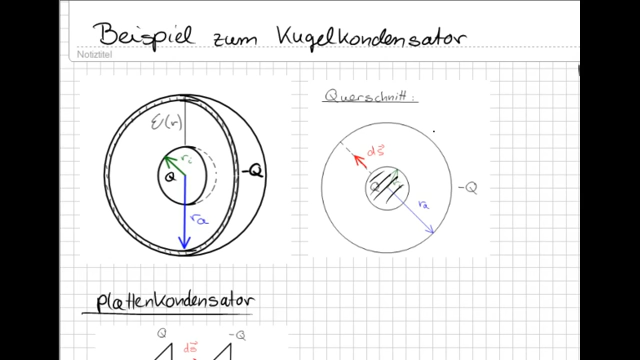 Beispiel zum Kugelkondensator
Notiztitel
Querschnitt:
ε(r)
ri
Q
-Q
ra
ds
Q
ra
-Q
plattenkondensator
Q
-Q
ds